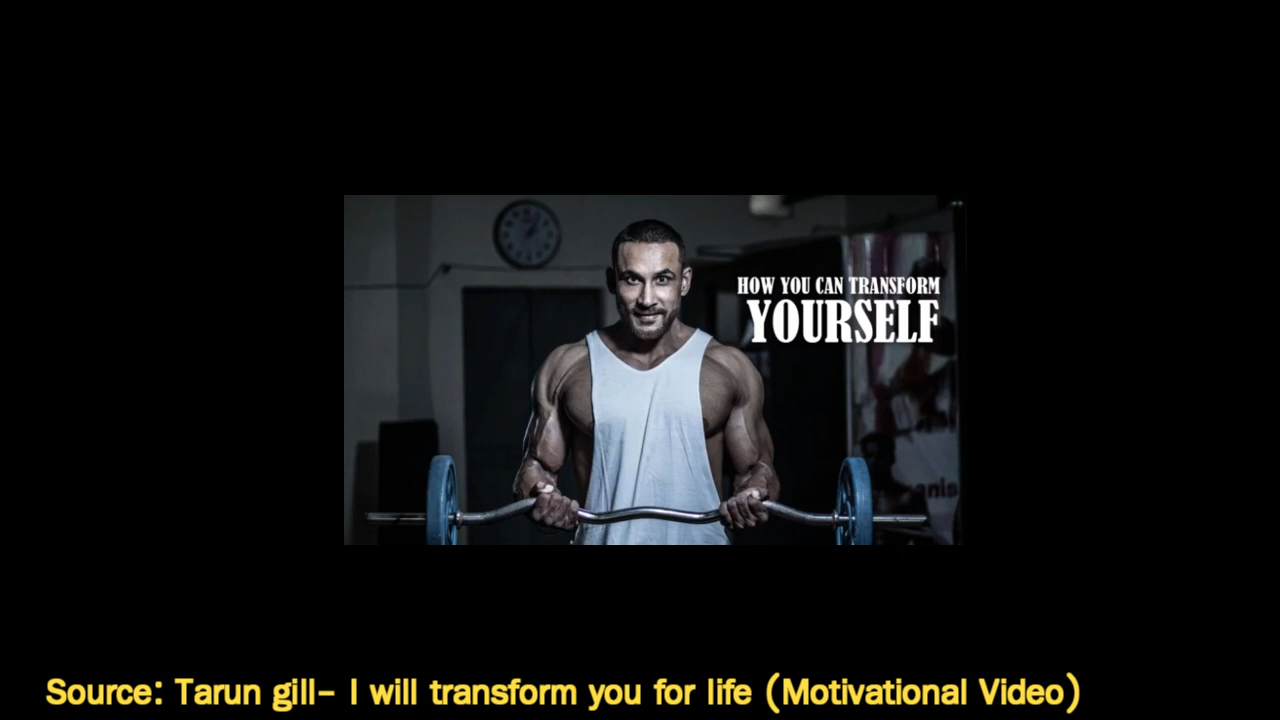 HOW YOU CAN TRANSFORM
YOURSELF
Source: Tarun gill- I will transform you for life (Motivational Video)